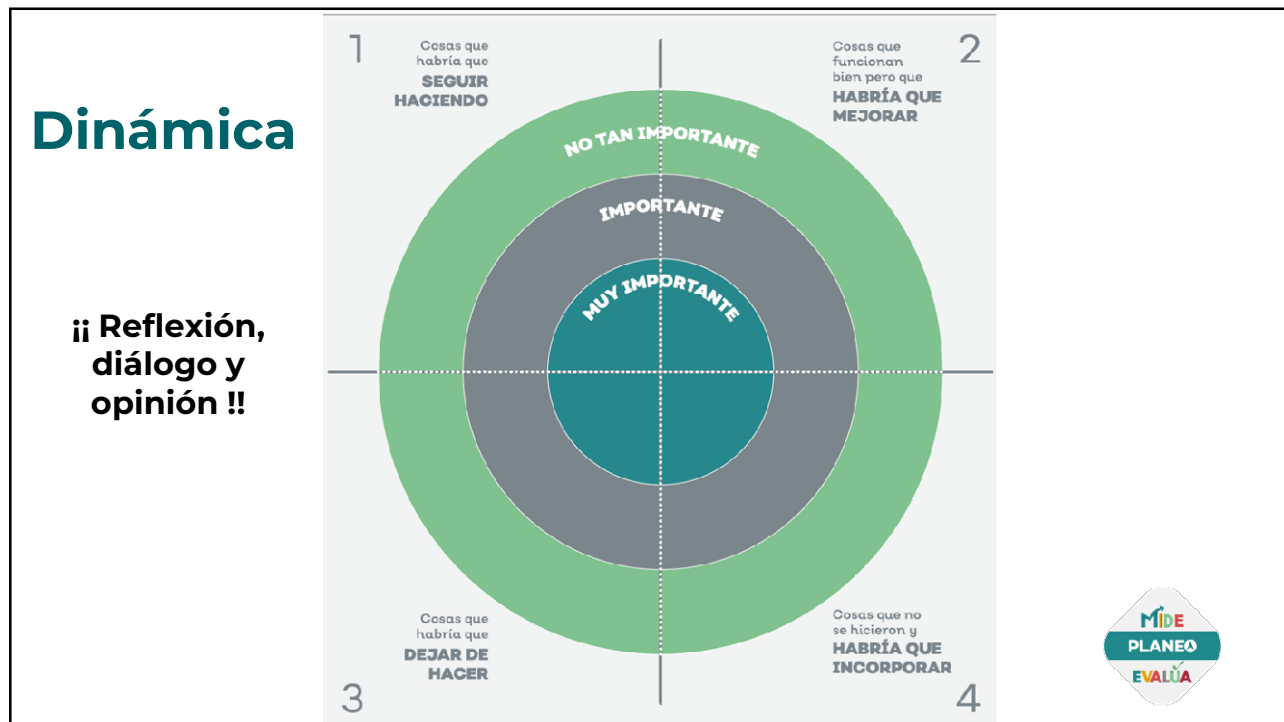 Dinámica
¡¡ Reflexión,
diálogo y
opinión !!
1
Cosas que
habría que
SEGUIR
HACIENDO
2
Cosas que
funcionan
bien pero que
HABRÍA QUE
MEJORAR
NO TAN IMPORTANTE
IMPORTANTE
MUY IMPORTANTE
3
Cosas que
habría que
DEJAR DE
HACER
4
Cosas que no
se hicieron y
HABRÍA QUE
INCORPORAR
MIDE
PLANEA
EVALÚA